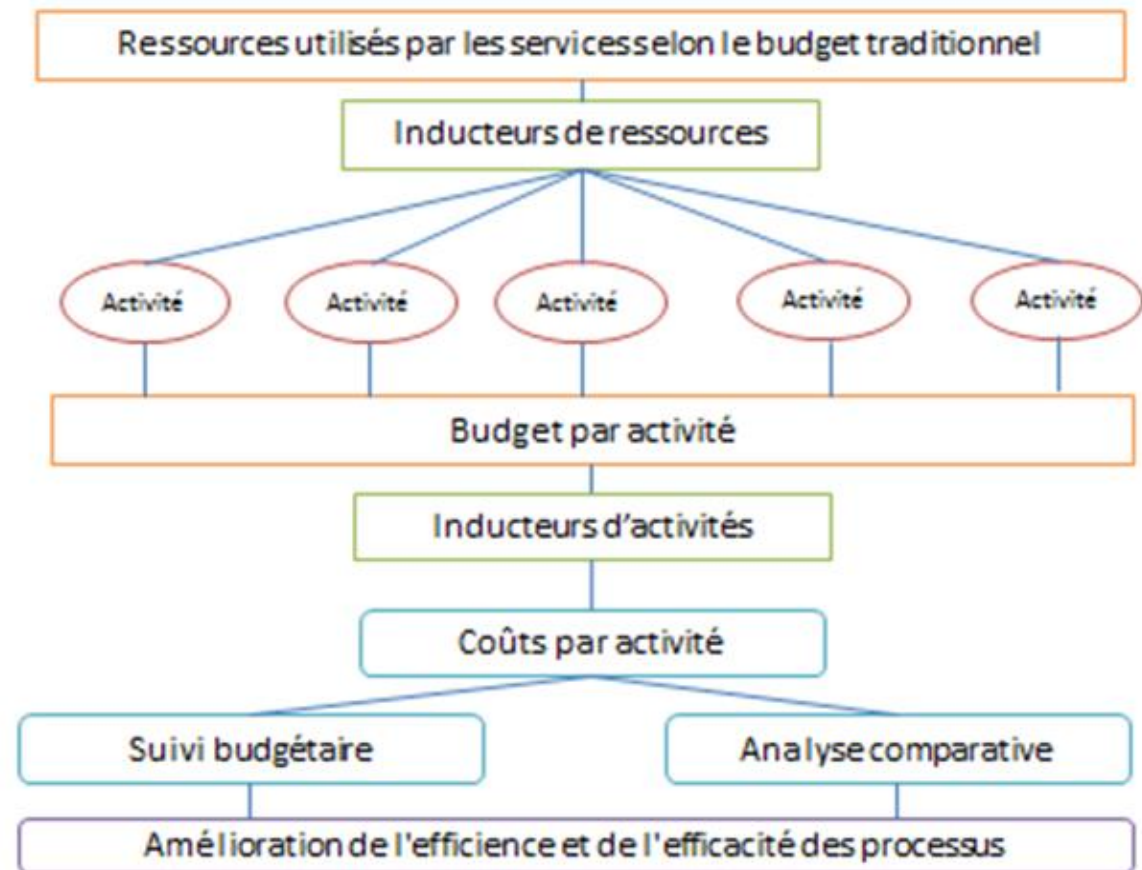 Ressources utilisés par les services selon le budget traditionnel
Inducteurs de ressources
Activité Activité Activité Activité Activité
Budget par activité
Inducteurs d'activités
Coûts par activité
Suivi budgétaire Analyse comparative
Amélioration de l'efficience et de l'efficacité des processus